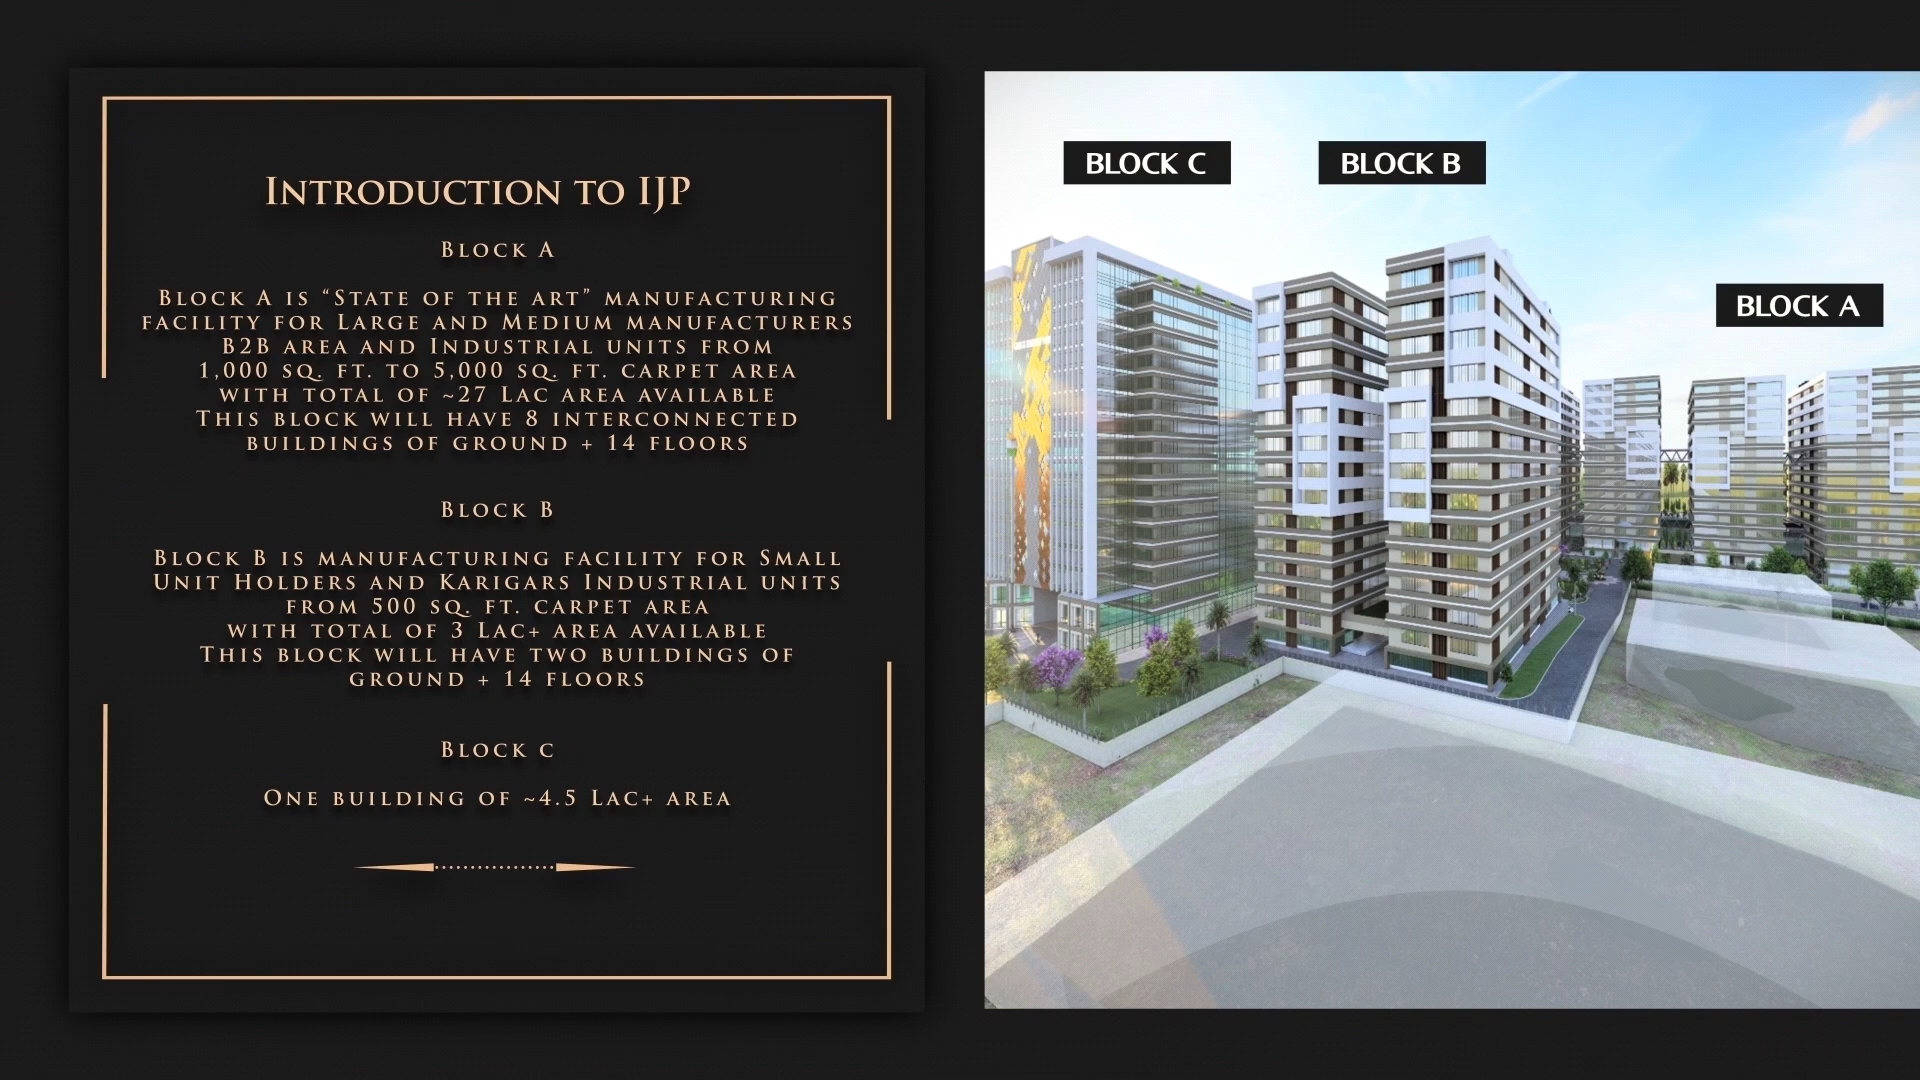 Introduction to IJP
Block A
Block A is “State of the art” manufacturing
facility for Large and Medium manufacturers
B2B area and Industrial units from
1,000 sq. ft. to 5,000 sq. ft. carpet area
with total of ~27 Lac area available
This block will have 8 interconnected
buildings of ground + 14 floors
Block B
Block B is manufacturing facility for Small
Unit Holders and Karigars Industrial units
from 500 sq. ft. carpet area
with total of 3 Lac+ area available
This block will have two buildings of
ground + 14 floors
Block c
One building of ~4.5 Lac+ area
BLOCK C
BLOCK B
BLOCK A